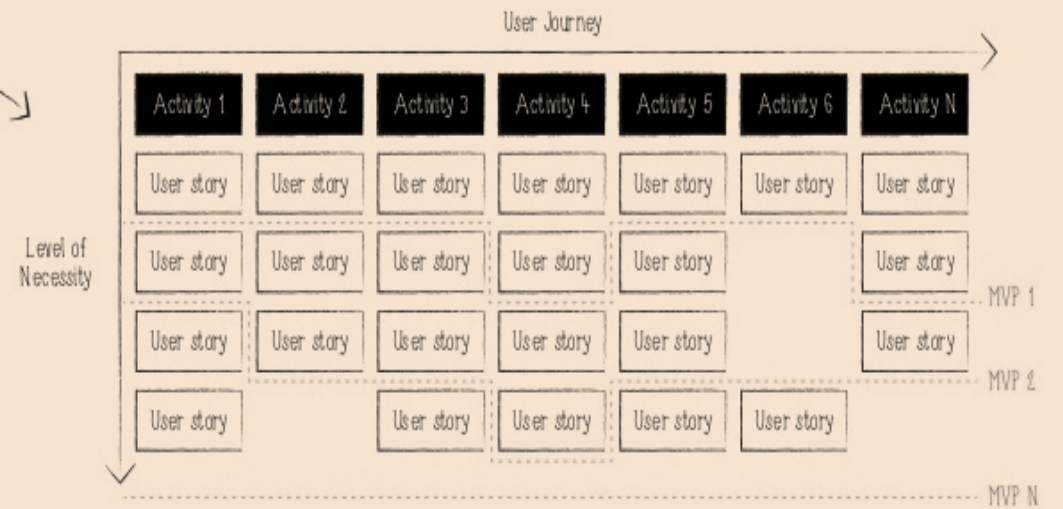 User Journey
Activity 1 Activity 2 Activity 3 Activity 4 Activity 5 Activity 6 Activity N
User story User story User story User story User story User story User story
Level of
Necessity
User story User story User story User story User story User story
MVP 1
User story User story User story User story User story User story
MVP 2
User story User story User story User story User story
MVP N